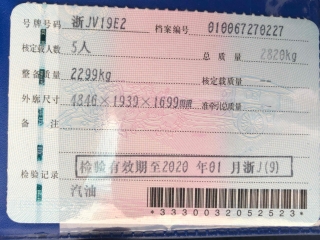 号牌号码 浙JV19E2 档案编号 010067270227
核定载人数 5人 总质量 2820kg
整备质量 2299kg 核定载质量 --
外廓尺寸 4846×1939×1699mm 准牵引总质量 --
备注
检验记录 检验有效期至2020年01月浙J(9)
汽油
*3330032052523*